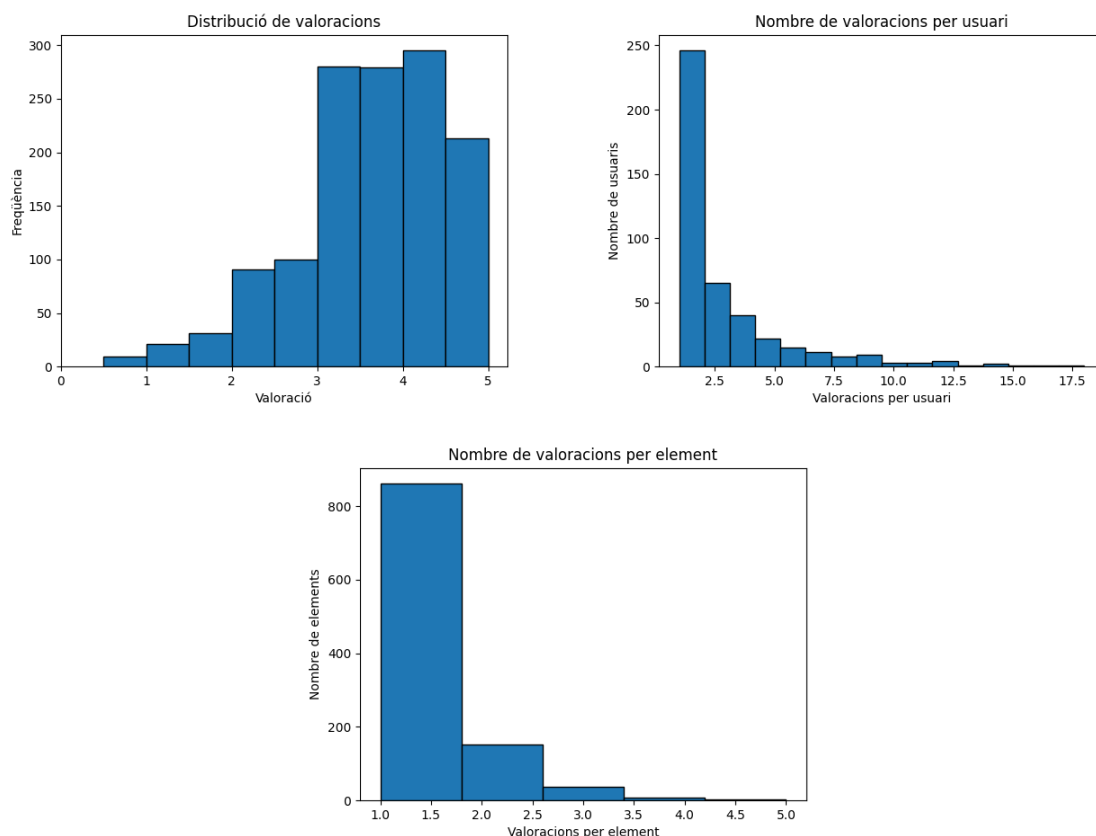 Distribució de valoracions
300
250
200
150
100
50
0
Freqüència
0 1 2 3 4 5
Valoració
Nombre de valoracions per usuari
250
200
150
100
50
0
Nombre de usuaris
2.5 5.0 7.5 10.0 12.5 15.0 17.5
Valoracions per usuari
Nombre de valoracions per element
800
600
400
200
0
Nombre de elements
1.0 1.5 2.0 2.5 3.0 3.5 4.0 4.5 5.0
Valoracions per element